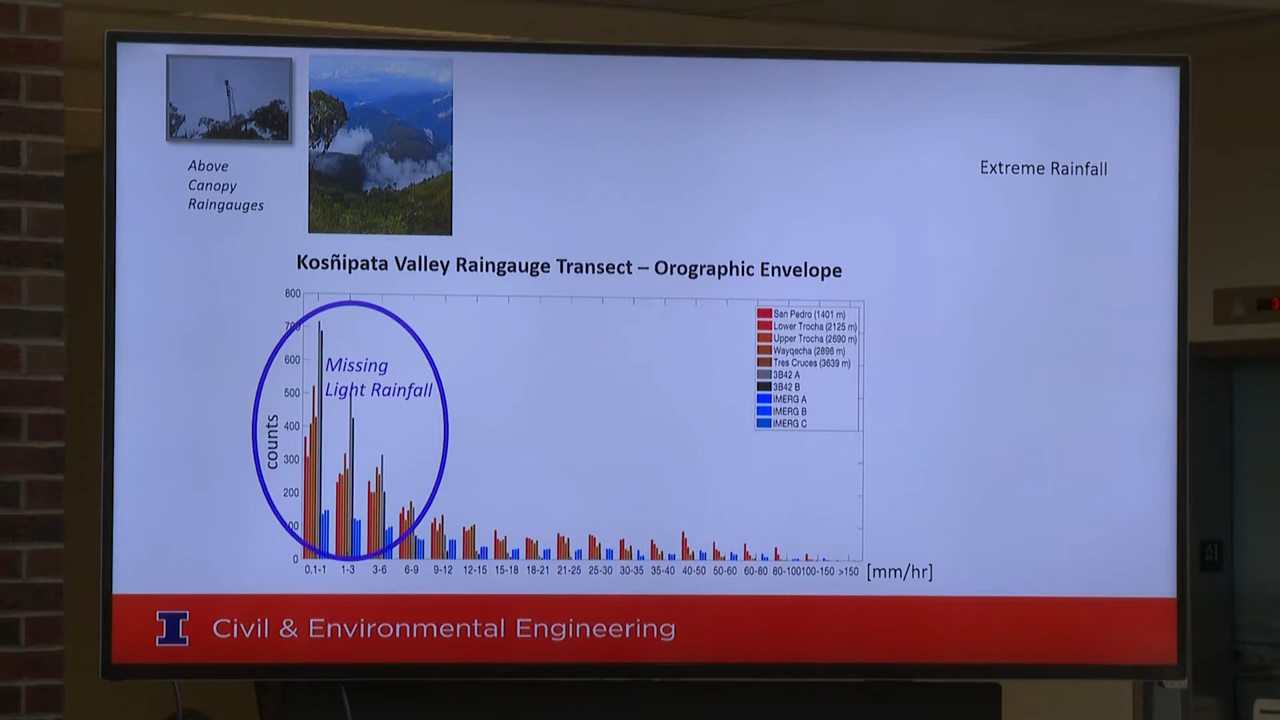 Above
Canopy
Raingauges
Extreme Rainfall
Kosñipata Valley Raingauge Transect – Orographic Envelope
800
700
600
500
400
300
200
100
0
counts
Missing
Light Rainfall
San Pedro (1401 m)
Lower Trocha (2125 m)
Upper Trocha (2690 m)
Wayqecha (2896 m)
Tres Cruces (3639 m)
3B42 A
3B42 B
IMERG A
IMERG B
IMERG C
0.1-1 1-3 3-6 6-9 9-12 12-15 15-18 18-21 21-25 25-30 30-35 35-40 40-50 50-60 60-80 80-100 100-150 >150 [mm/hr]
I Civil & Environmental Engineering